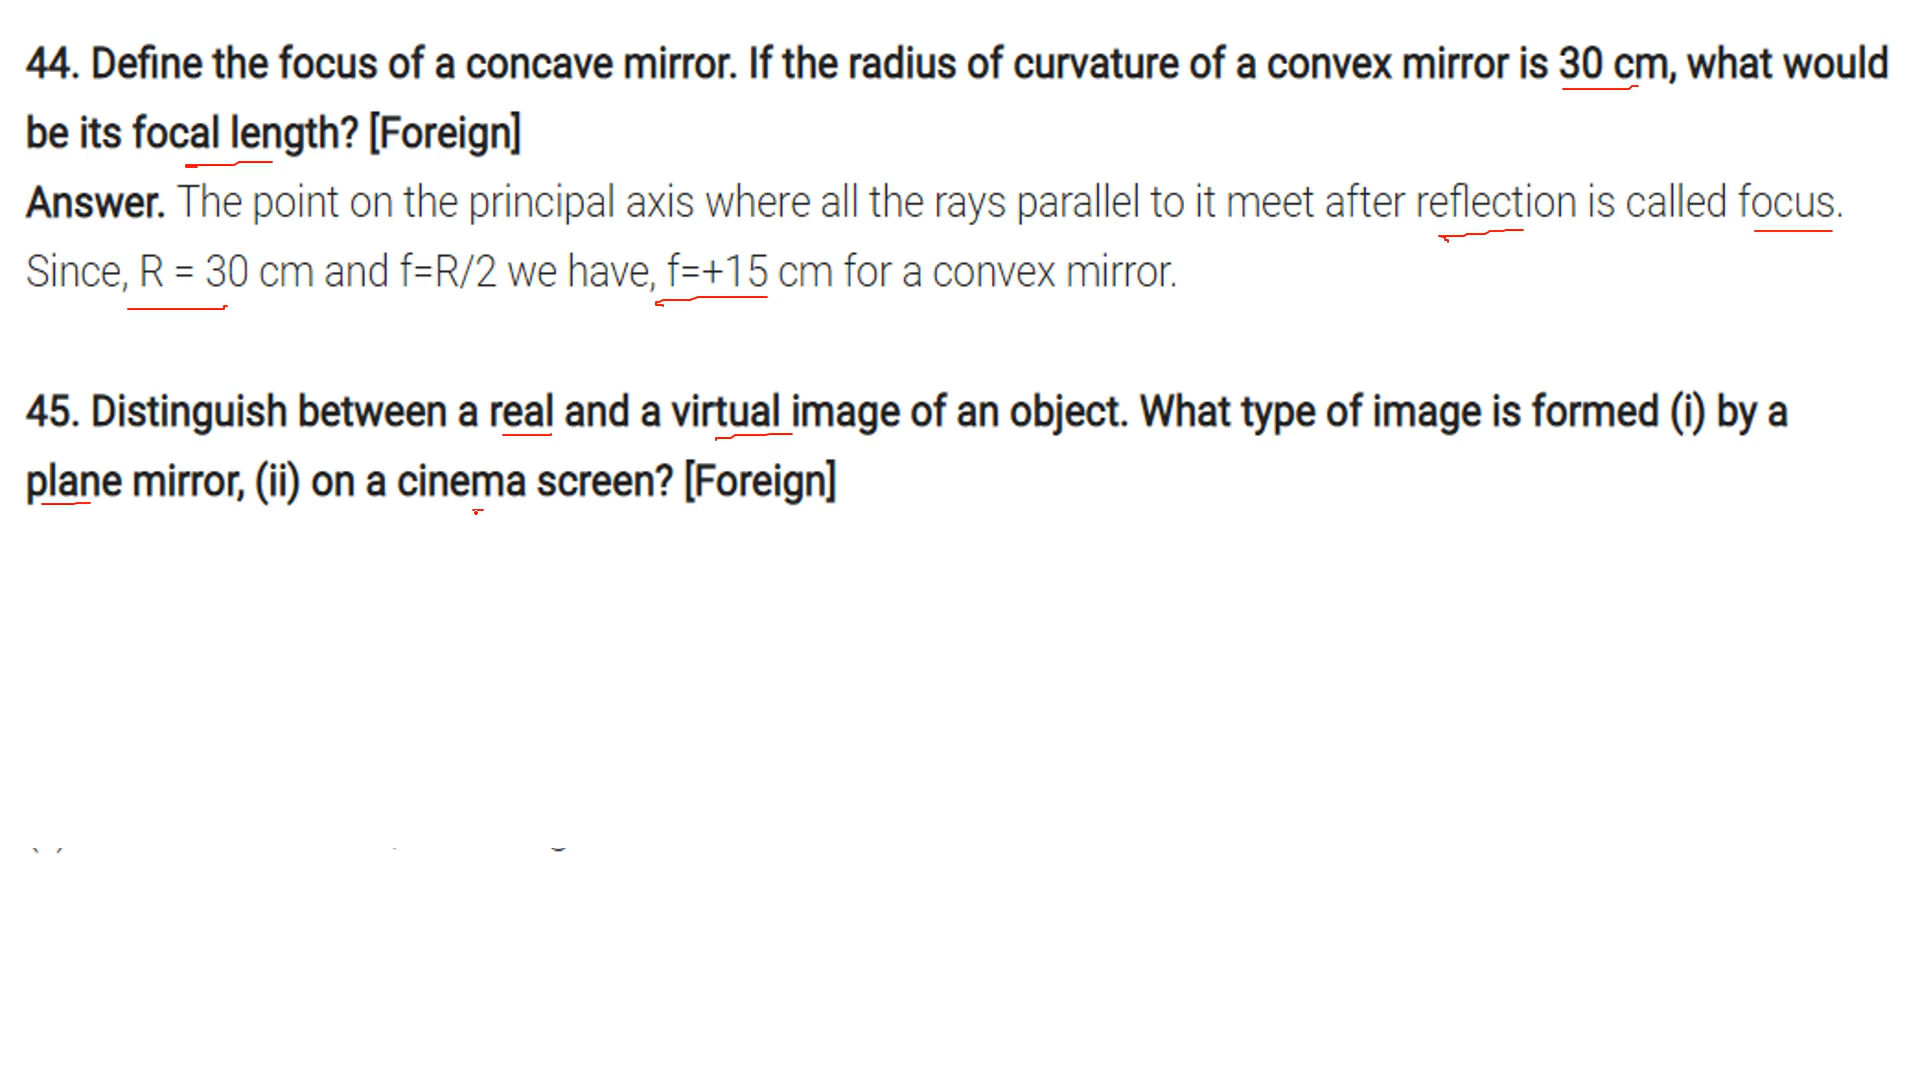 44. Define the focus of a concave mirror. If the radius of curvature of a convex mirror is 30 cm, what would
be its focal length? [Foreign]
Answer. The point on the principal axis where all the rays parallel to it meet after reflection is called focus.
Since, R = 30 cm and f=R/2 we have, f=+15 cm for a convex mirror.
45. Distinguish between a real and a virtual image of an object. What type of image is formed (i) by a
plane mirror, (ii) on a cinema screen? [Foreign]